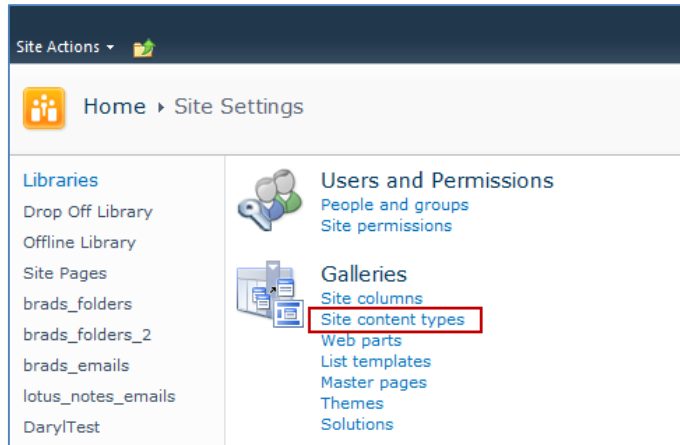 Site Actions
Home ▸ Site Settings
Libraries
Drop Off Library
Offline Library
Site Pages
brads_folders
brads_folders_2
brads_emails
lotus_notes_emails
DarylTest
Users and Permissions
People and groups
Site permissions
Galleries
Site columns
Site content types
Web parts
List templates
Master pages
Themes
Solutions